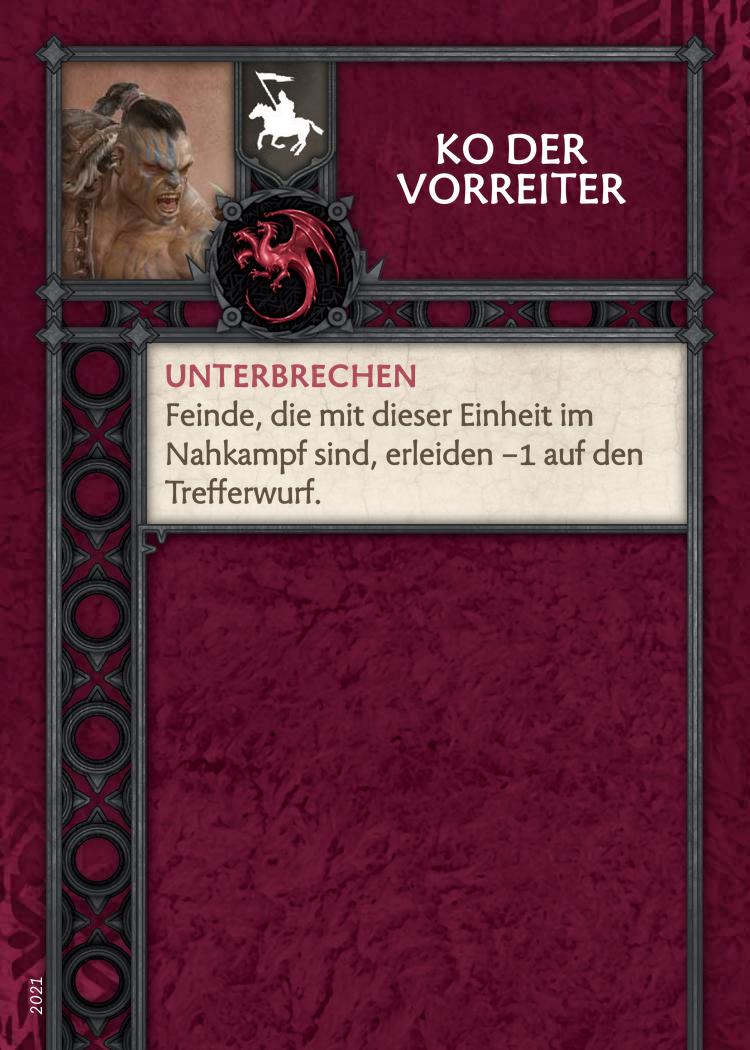 KO DER
VORREITER
UNTERBRECHEN
Feinde, die mit dieser Einheit im
Nahkampf sind, erleiden –1 auf den
Trefferwurf.
2021